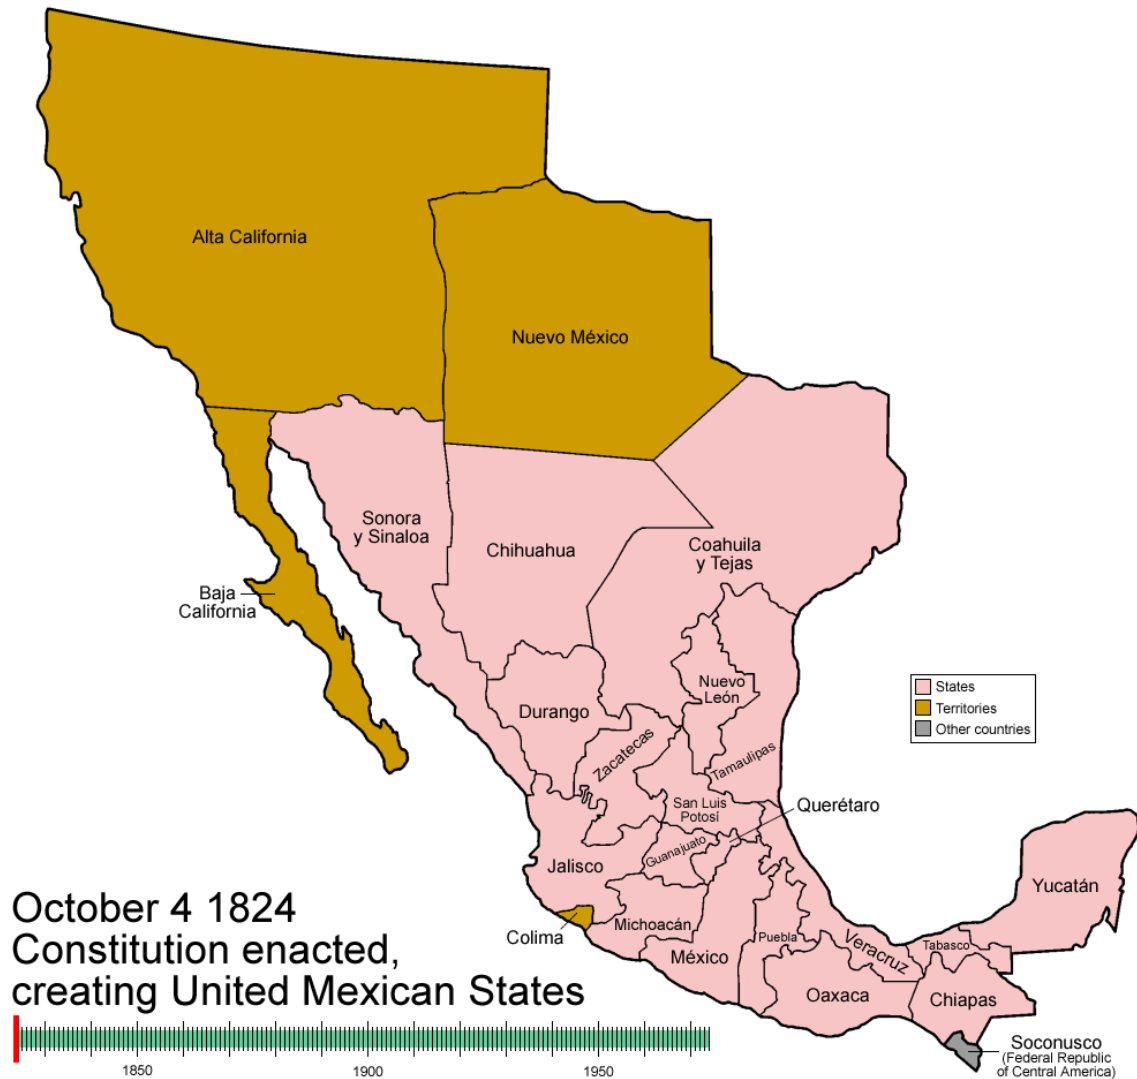 Alta California
Nuevo México
Sonora
y Sinaloa
Chihuahua
Coahuila
y Tejas
Baja
California
Nuevo
León
Durango
States
Territories
Other countries
Zacatecas
Tamaulipas
San Luis
Potosí
Querétaro
Guanajuato
Jalisco
Yucatán
October 4 1824
Constitution enacted,
creating United Mexican States
Colima
Michoacán
México
Puebla
Veracruz
Tabasco
Oaxaca
Chiapas
Soconusco
(Federal Republic
of Central America)
1850
1900
1950